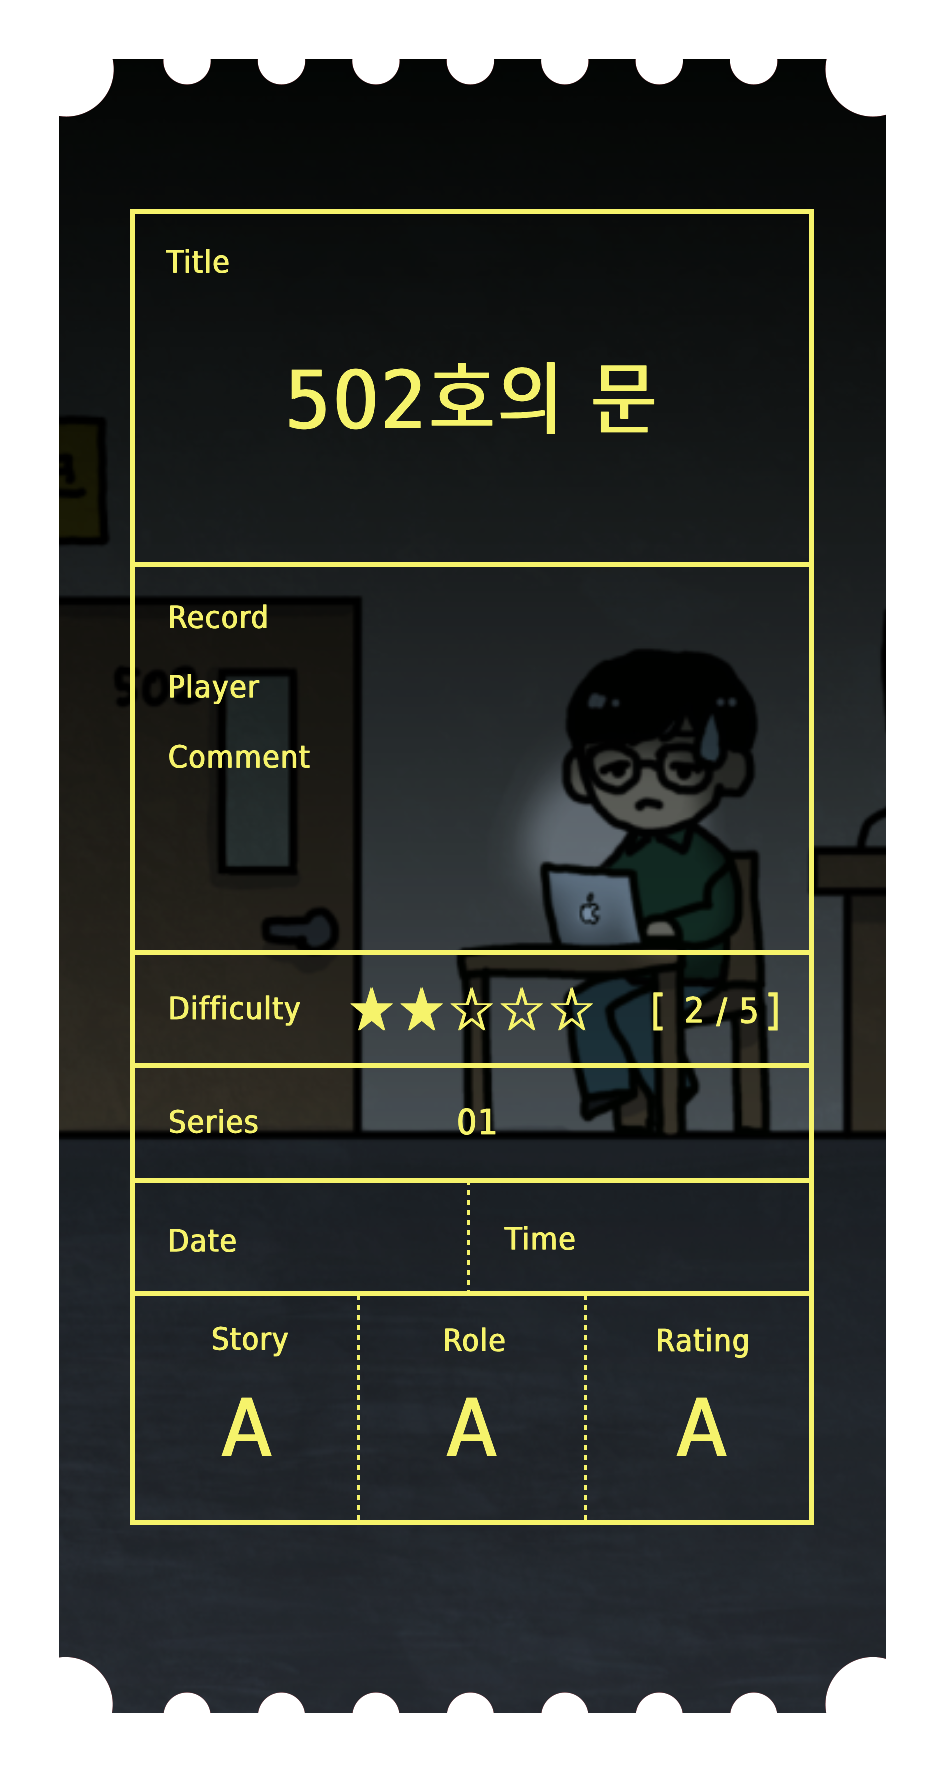 Title
502호의 문
Record
502
Player
Comment
Difficulty ★★☆☆☆ [ 2 / 5 ]
Series 01
Date Time
Story Role Rating
A A A